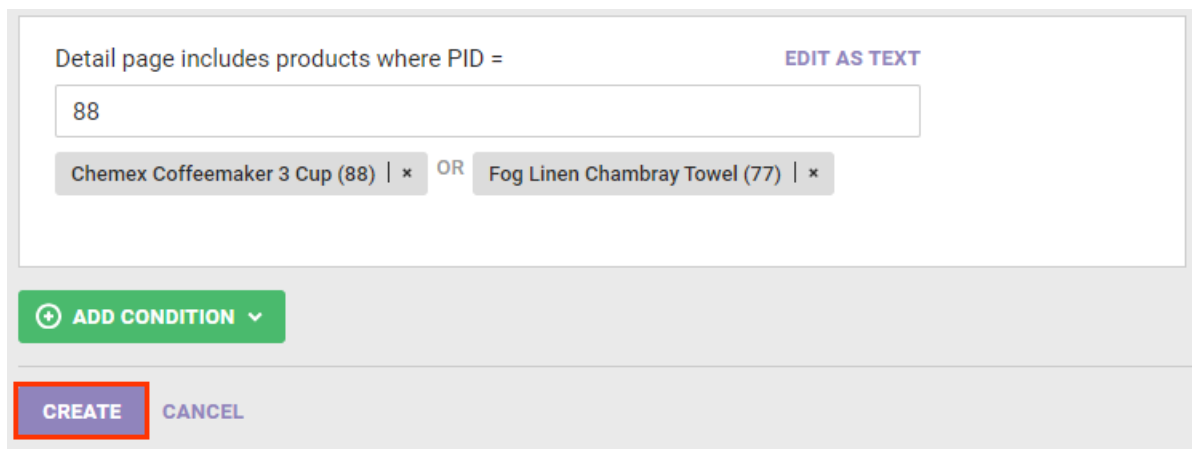 Detail page includes products where PID = EDIT AS TEXT
88
Chemex Coffeemaker 3 Cup (88) | × OR Fog Linen Chambray Towel (77) | ×
ADD CONDITION
CREATE CANCEL